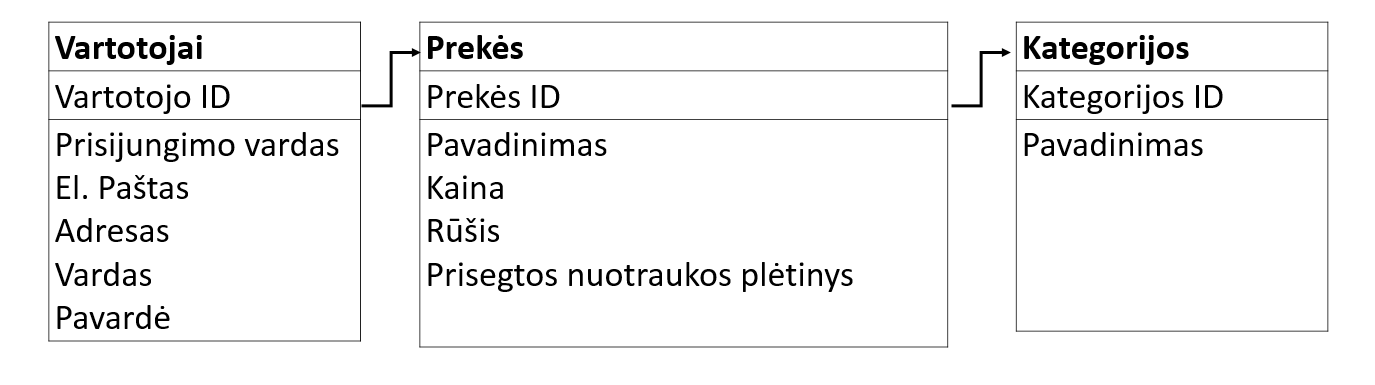 Vartotojai
Vartotojo ID
Prisijungimo vardas
El. Paštas
Adresas
Vardas
Pavardė
Prekės
Prekės ID
Pavadinimas
Kaina
Rūšis
Prisegtos nuotraukos plėtinys
Kategorijos
Kategorijos ID
Pavadinimas